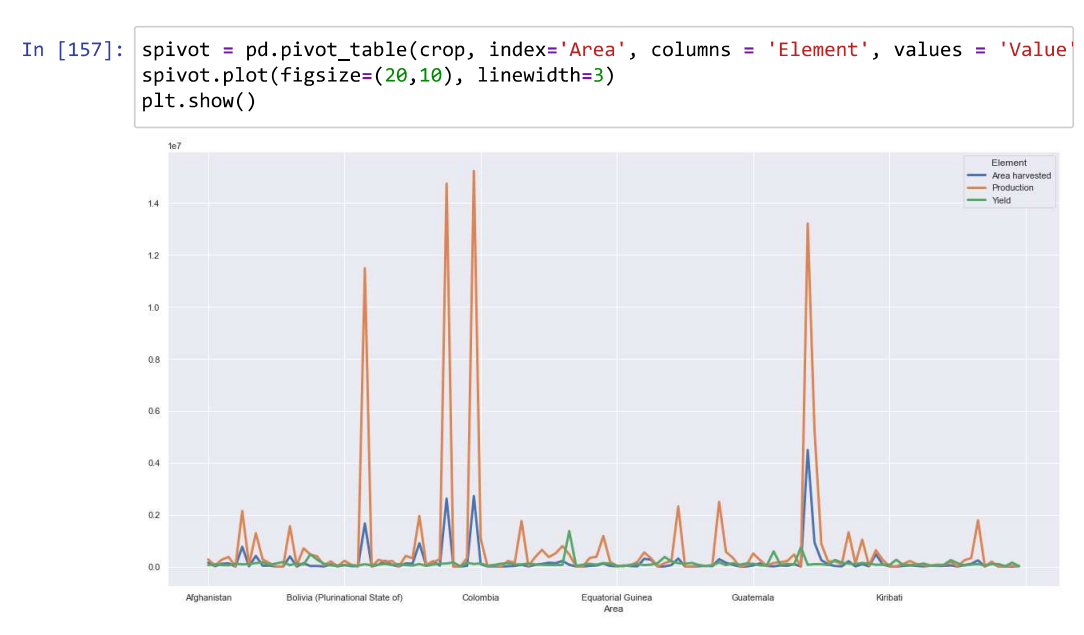 In [157]: spivot = pd.pivot_table(crop, index='Area', columns = 'Element', values = 'Value'
spivot.plot(figsize=(20,10), linewidth=3)
plt.show()
1e7
Element
Area harvested
Production
Yield
1.4
1.2
1.0
0.8
0.6
0.4
0.2
0.0
Afghanistan Bolivia (Plurinational State of) Colombia Equatorial Guinea Guatemala Kiribati
Area